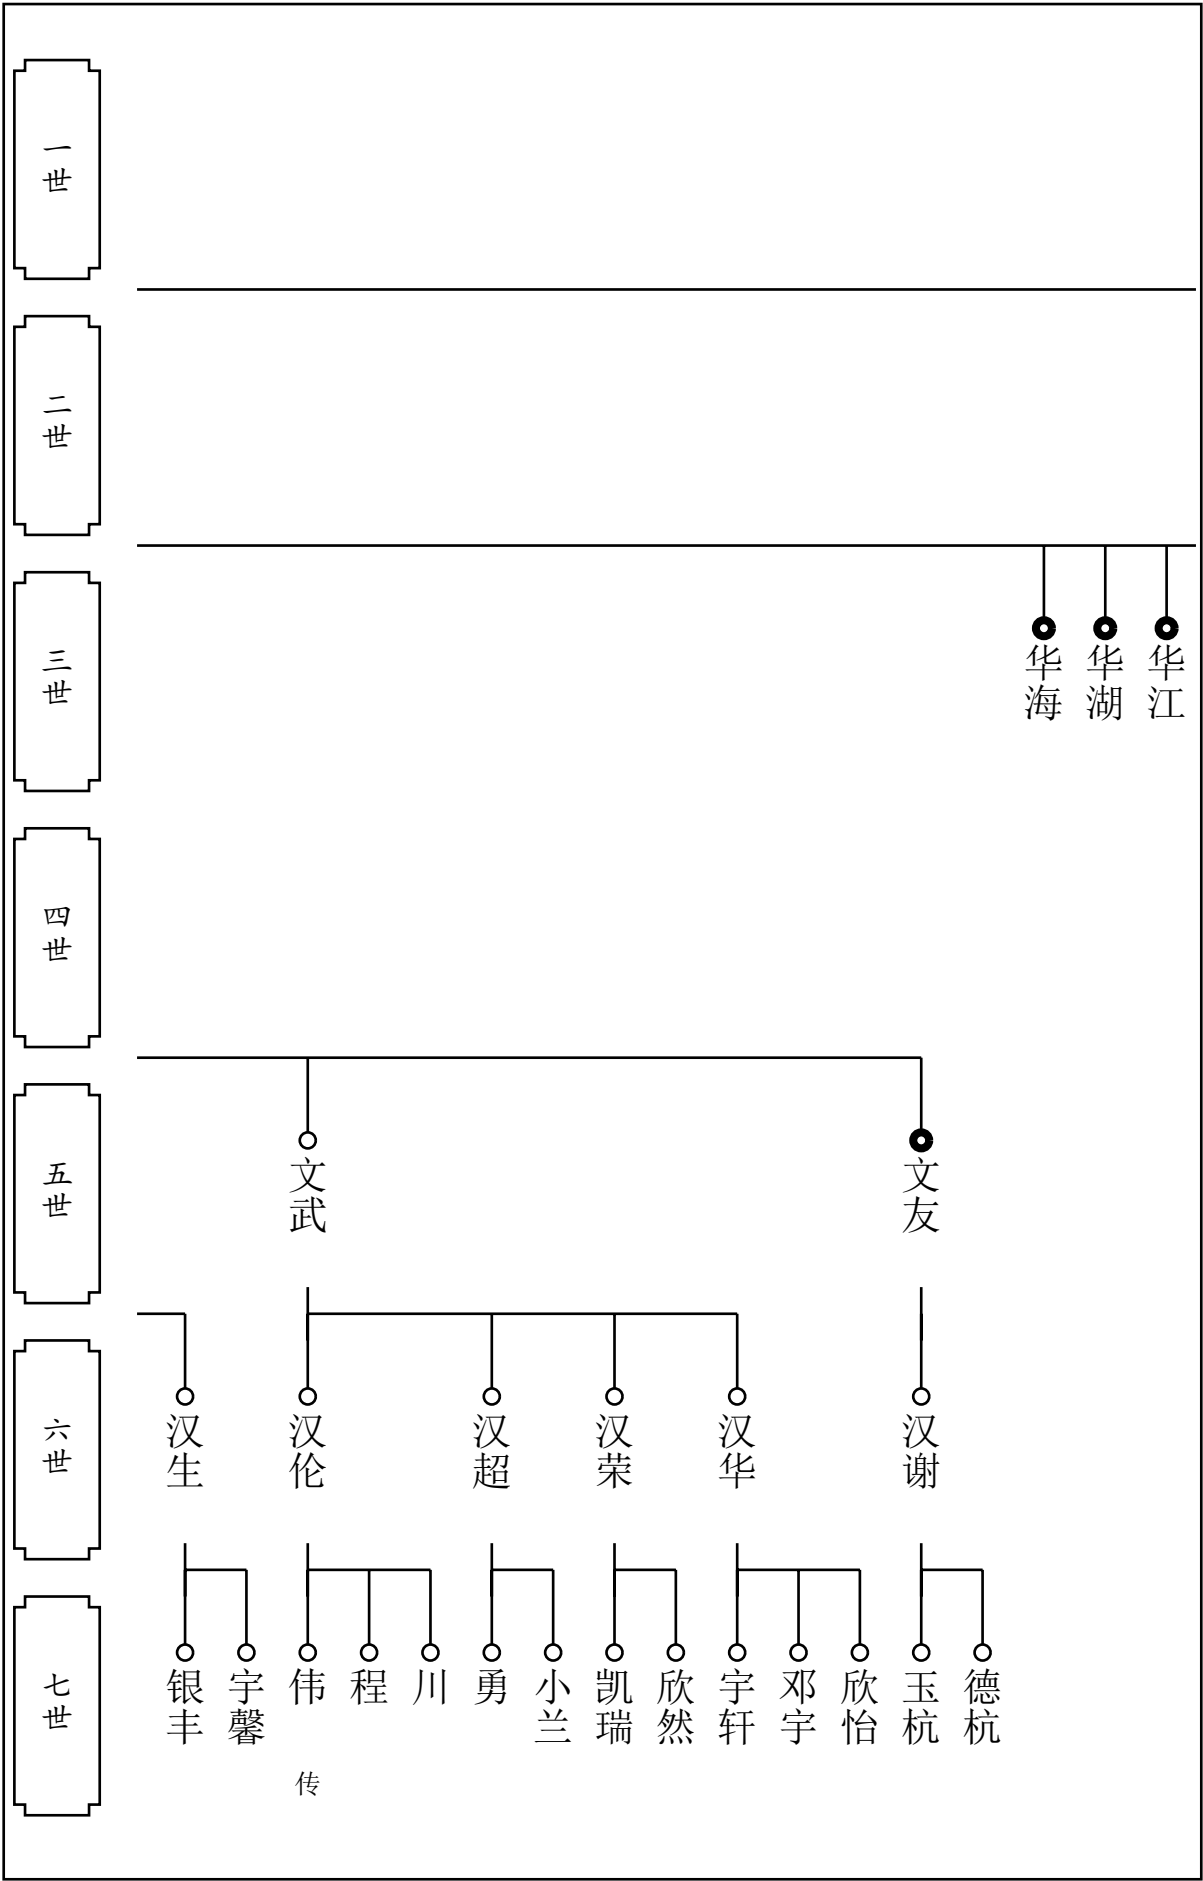 一世
二世
三世
华海
华湖
华江
四世
五世
文武
文友
六世
汉生
汉伦
汉超
汉荣
汉华
汉谢
七世
银丰
宇馨
伟
程
川
勇
小兰
凯瑞
欣然
宇轩
邓宇
欣怡
玉杭
德杭
传